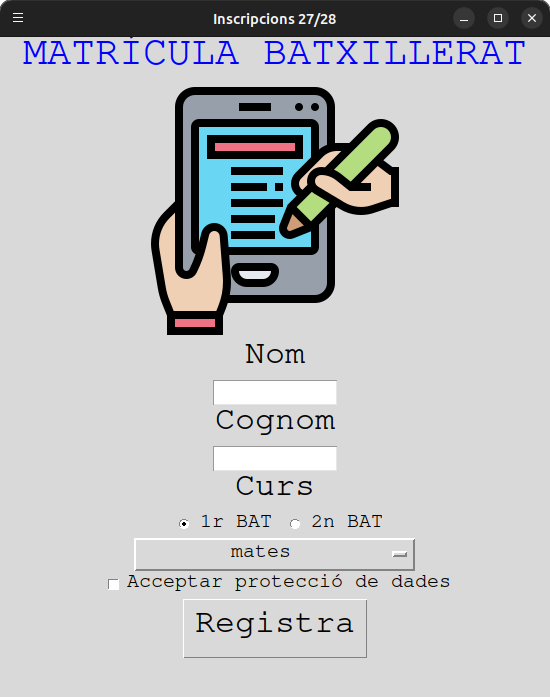 Inscripcions 27/28
MATRÍCULA BATXILLERAT
Nom
Cognom
Curs
1r BAT 2n BAT
mates
Acceptar protecció de dades
Registra